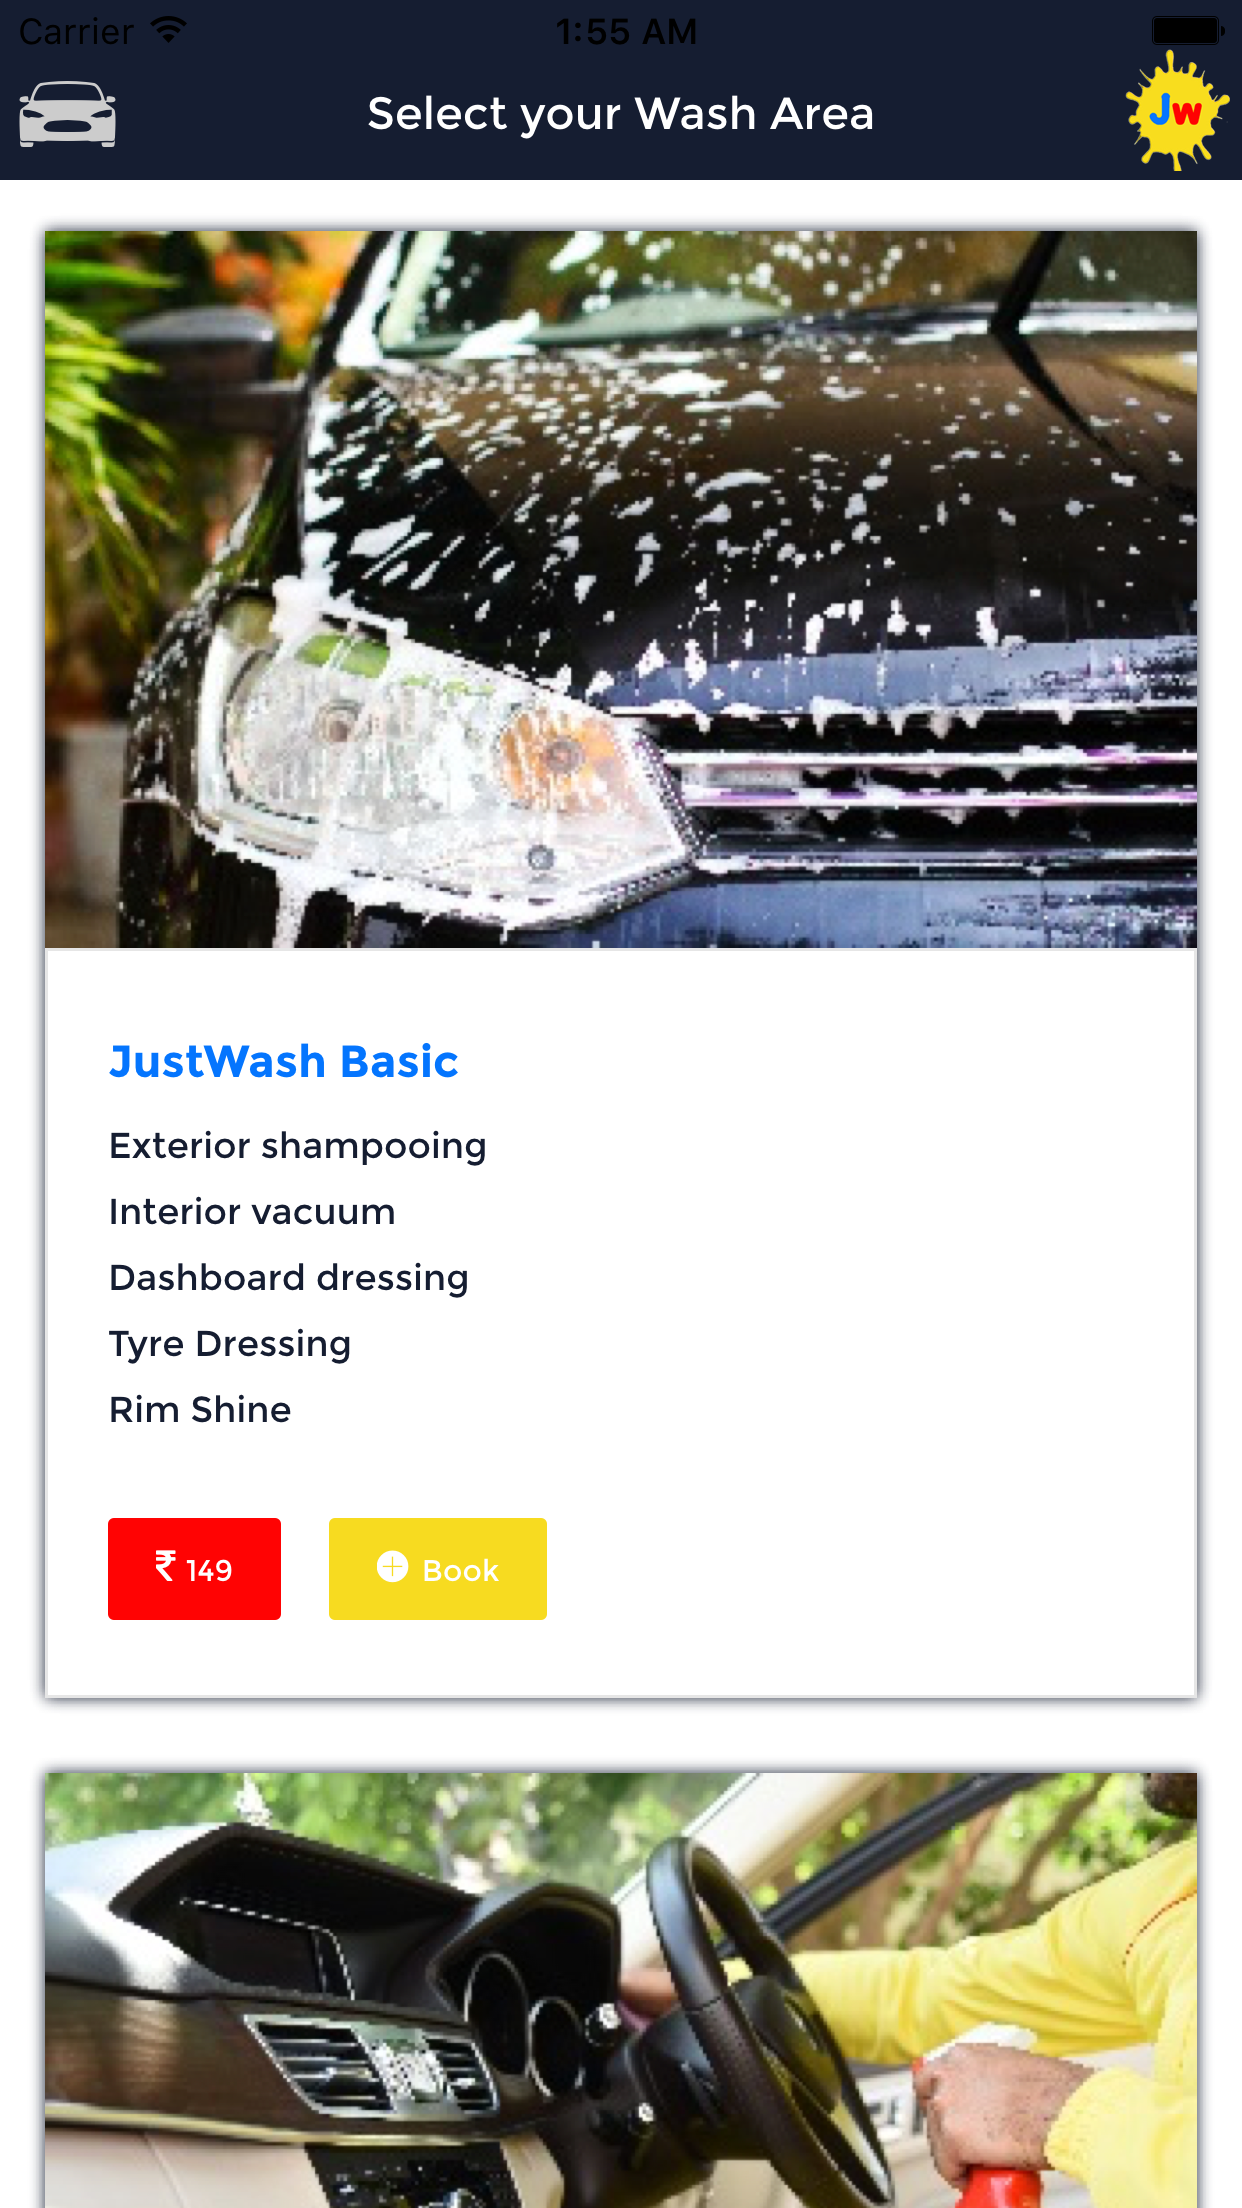 Carrier 1:55 AM
Select your Wash Area
Jw
JustWash Basic
Exterior shampooing
Interior vacuum
Dashboard dressing
Tyre Dressing
Rim Shine
₹ 149
Book